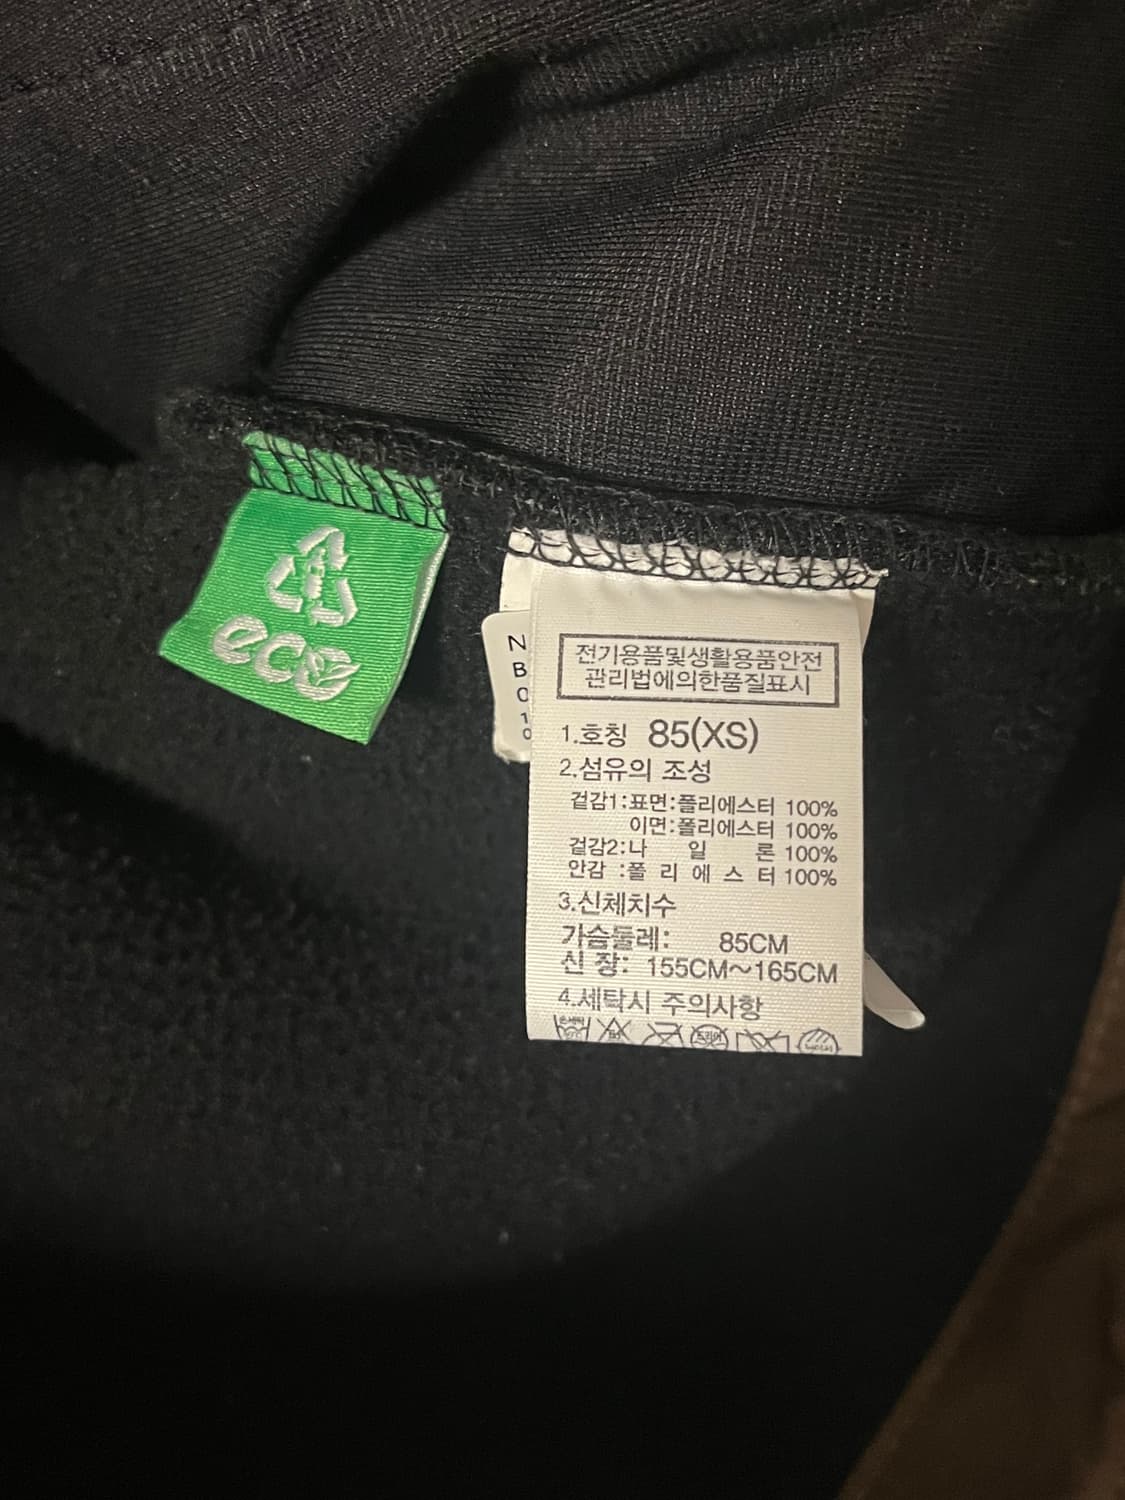 eco
N
B
0
1
0
전기용품및생활용품안전
관리법에의한품질표시
1.호칭 85(XS)
2.섬유의 조성
겉감1:표면:폴리에스터 100%
이면:폴리에스터 100%
겉감2:나 일 론 100%
안감 :폴 리 에 스 터 100%
3.신체치수
가슴둘레: 85CM
신 장: 155CM~165CM
4.세탁시 주의사항